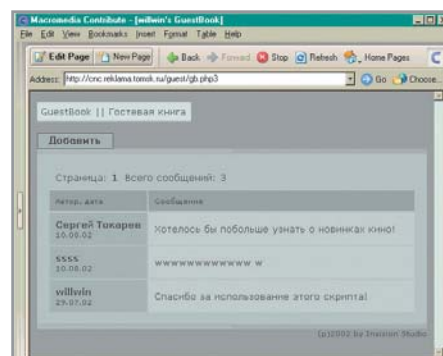 Macromedia Contribute - [willwin's GuestBook]
File Edit View Bookmarks Insert Format Table Help
Edit Page New Page Back Forward Stop Refresh Home Pages
Address: http://cnc.reklama.tomsk.ru/guest/gb.php3 Go Choose...
GuestBook || Гостевая книга
Добавить
Страница: 1 Всего сообщений: 3
Автор, дата Сообщение
Сергей Токарев
10.08.02
Хотелось бы побольше узнать о новинках кино!
ssss
10.08.02
wwwwwwwwwwww w
willwin
29.07.02
Спасибо за использование этого скрипта!
(p)2002 by Invision Studio